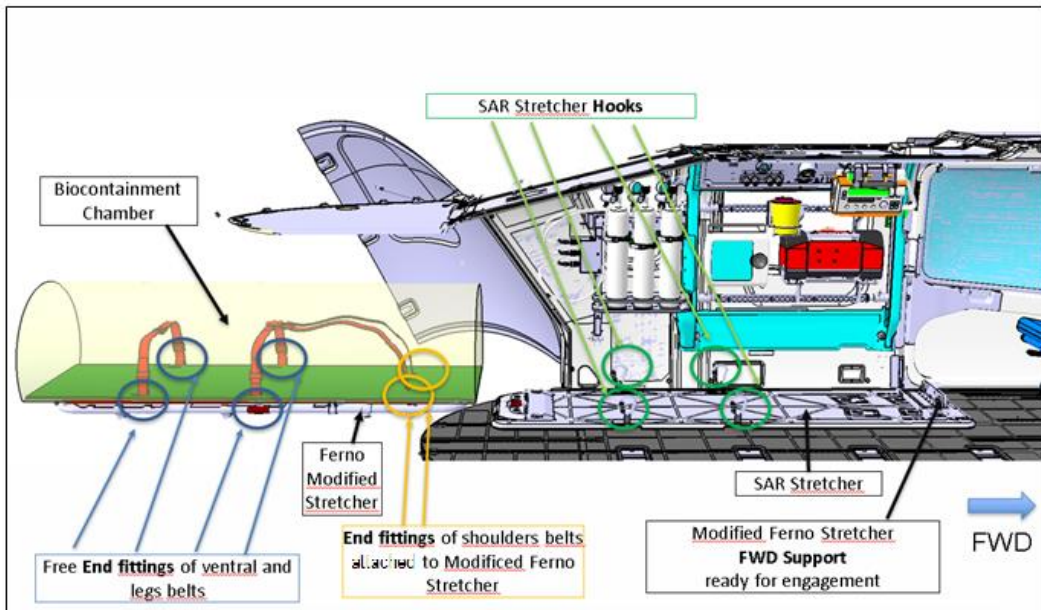 SAR Stretcher Hooks
Biocontainment
Chamber
Ferno
Modified
Stretcher
SAR Stretcher
FWD
Modified Ferno Stretcher
FWD Support
ready for engagement
End fittings of shoulders belts
attached to Modificed Ferno
Stretcher
Free End fittings of ventral and
legs belts